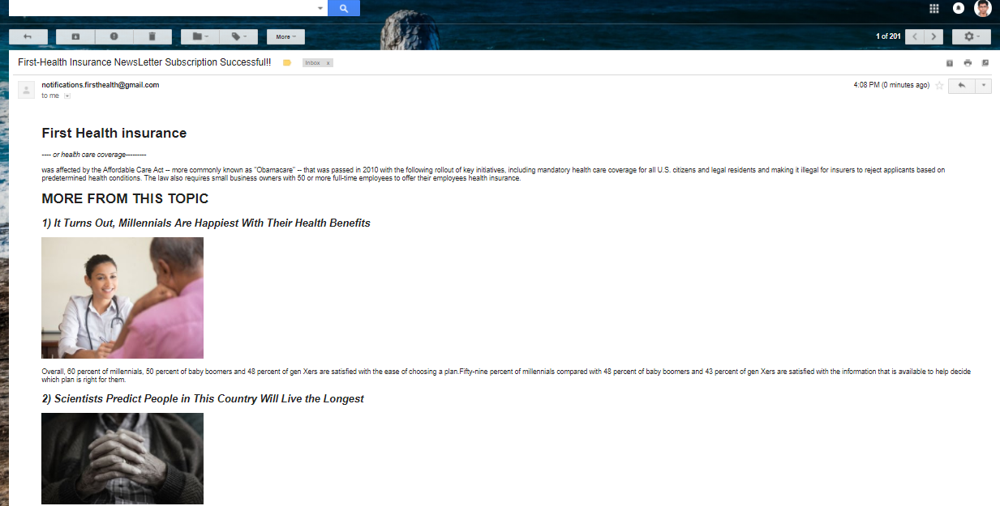 More
1 of 201
First-Health Insurance NewsLetter Subscription Successful!!
Inbox x
notifications.firsthealth@gmail.com
4:08 PM (0 minutes ago)
to me
First Health insurance
---- or health care coverage---------
was affected by the Affordable Care Act -- more commonly known as "Obamacare" -- that was passed in 2010 with the following rollout of key initiatives, including mandatory health care coverage for all U.S. citizens and legal residents and making it illegal for insurers to reject applicants based on
predetermined health conditions. The law also requires small business owners with 50 or more full-time employees to offer their employees health insurance.
MORE FROM THIS TOPIC
1) It Turns Out, Millennials Are Happiest With Their Health Benefits
Overall, 60 percent of millennials, 50 percent of baby boomers and 48 percent of gen Xers are satisfied with the ease of choosing a plan.Fifty-nine percent of millennials compared with 48 percent of baby boomers and 43 percent of gen Xers are satisfied with the information that is available to help decide
which plan is right for them.
2) Scientists Predict People in This Country Will Live the Longest